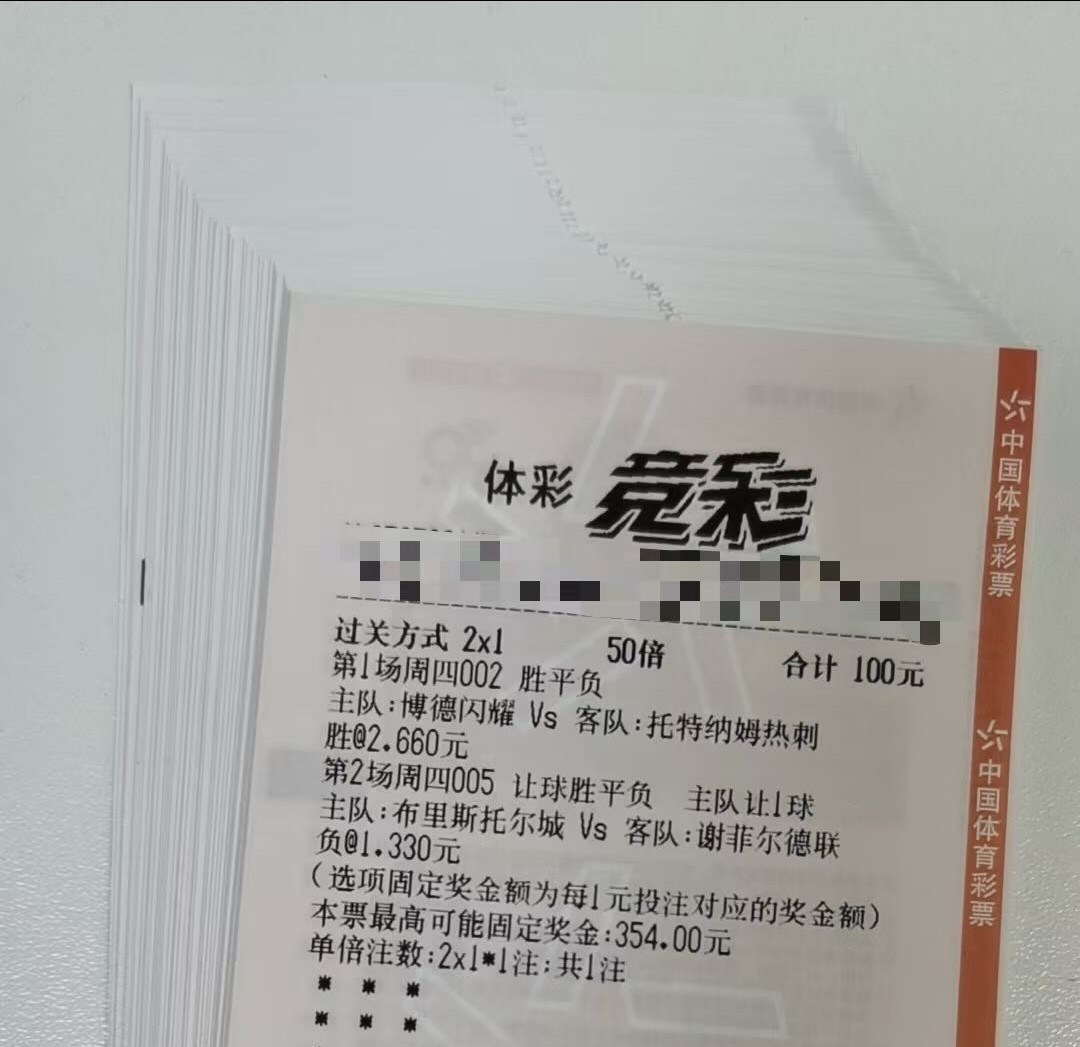 体彩 竞彩
过关方式 2x1 50倍 合计 100元
第1场周四002 胜平负
主队:博德闪耀 Vs 客队:托特纳姆热刺
胜@2.660元
第2场周四005 让球胜平负 主队让1球
主队:布里斯托尔城 Vs 客队:谢菲尔德联
负@1.330元
(选项固定奖金额为每1元投注对应的奖金额)
本票最高可能固定奖金:354.00元
单倍注数:2x1*1注;共1注
* * *
* * *
中国体育彩票
中国体育彩票